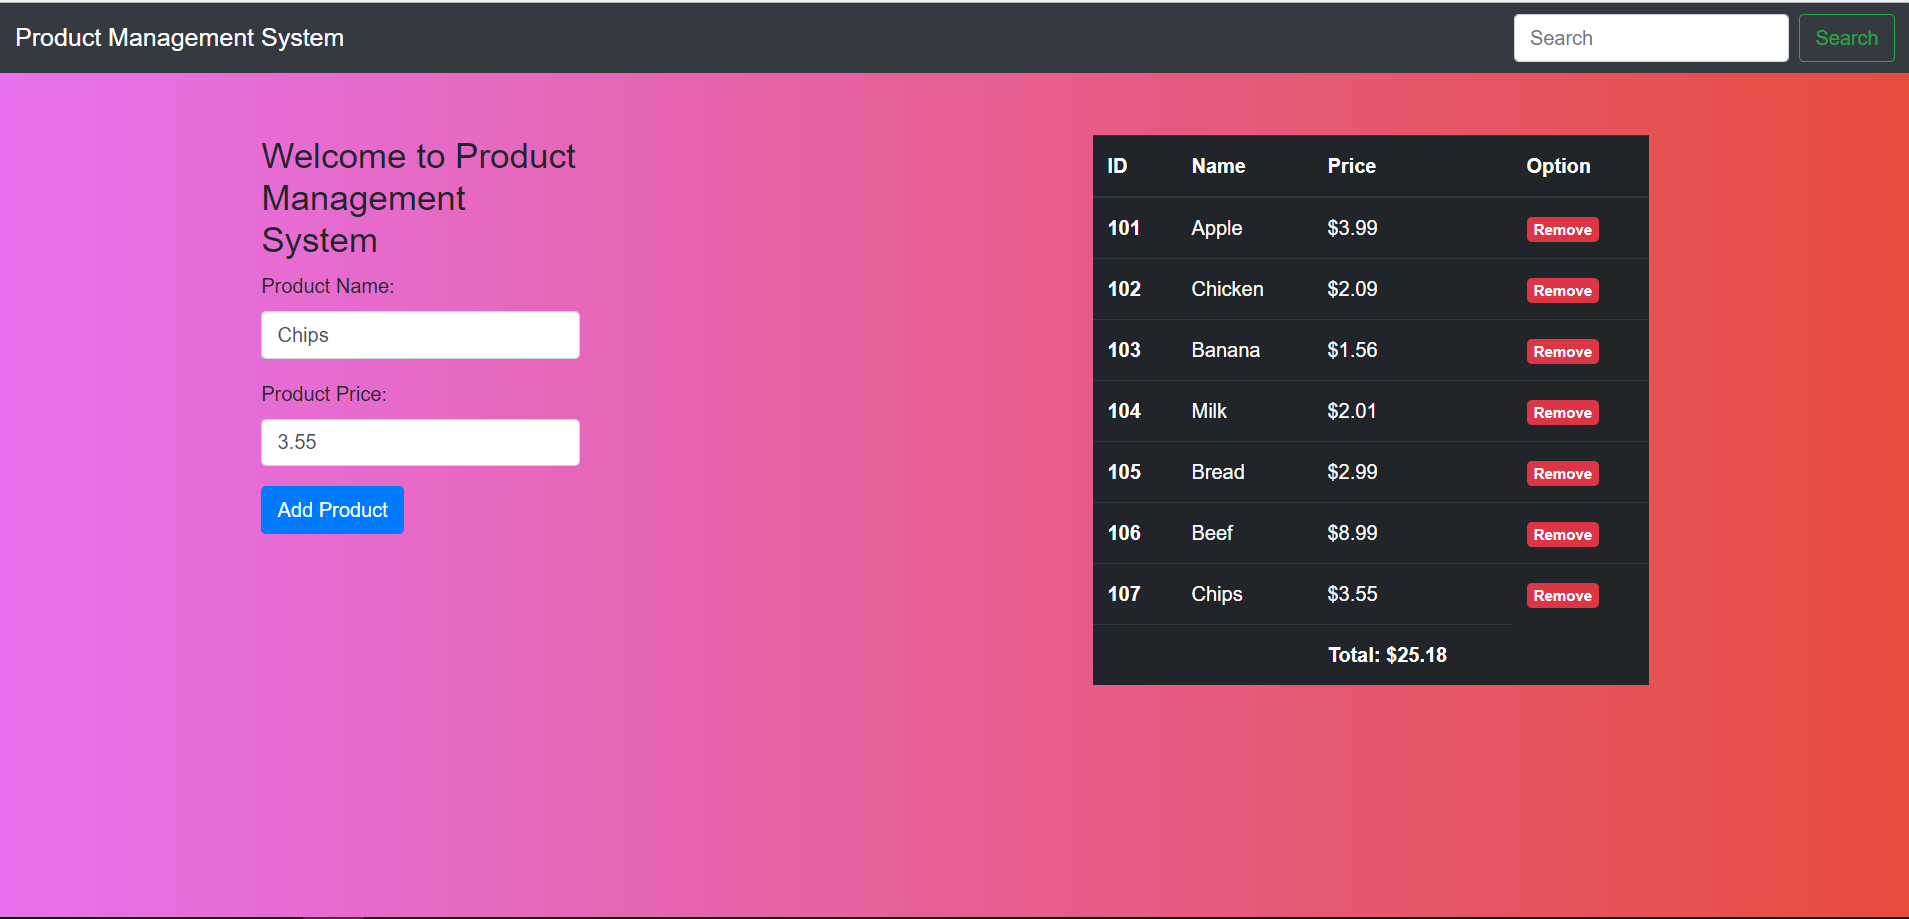 Product Management System
Search
Search
Welcome to Product
Management
System
Product Name:
Chips
Product Price:
3.55
Add Product
ID Name Price Option
101 Apple $3.99 Remove
102 Chicken $2.09 Remove
103 Banana $1.56 Remove
104 Milk $2.01 Remove
105 Bread $2.99 Remove
106 Beef $8.99 Remove
107 Chips $3.55 Remove
Total: $25.18